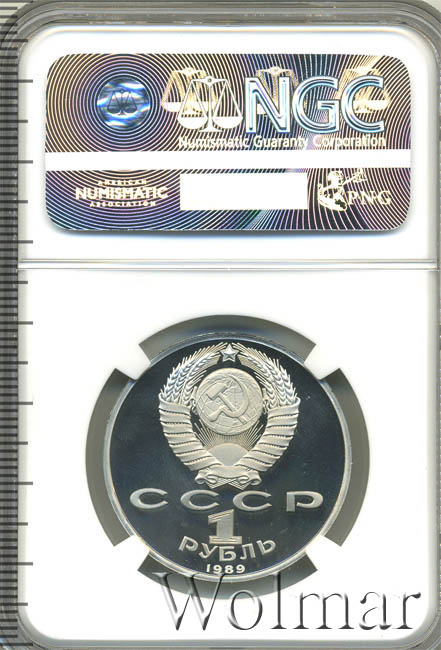 NGC
Numismatic Guaranty Corporation
AMERICAN
NUMISMATIC
ASSOCIATION
PNG
СССР
1
РУБЛЬ
1989
Wolmar